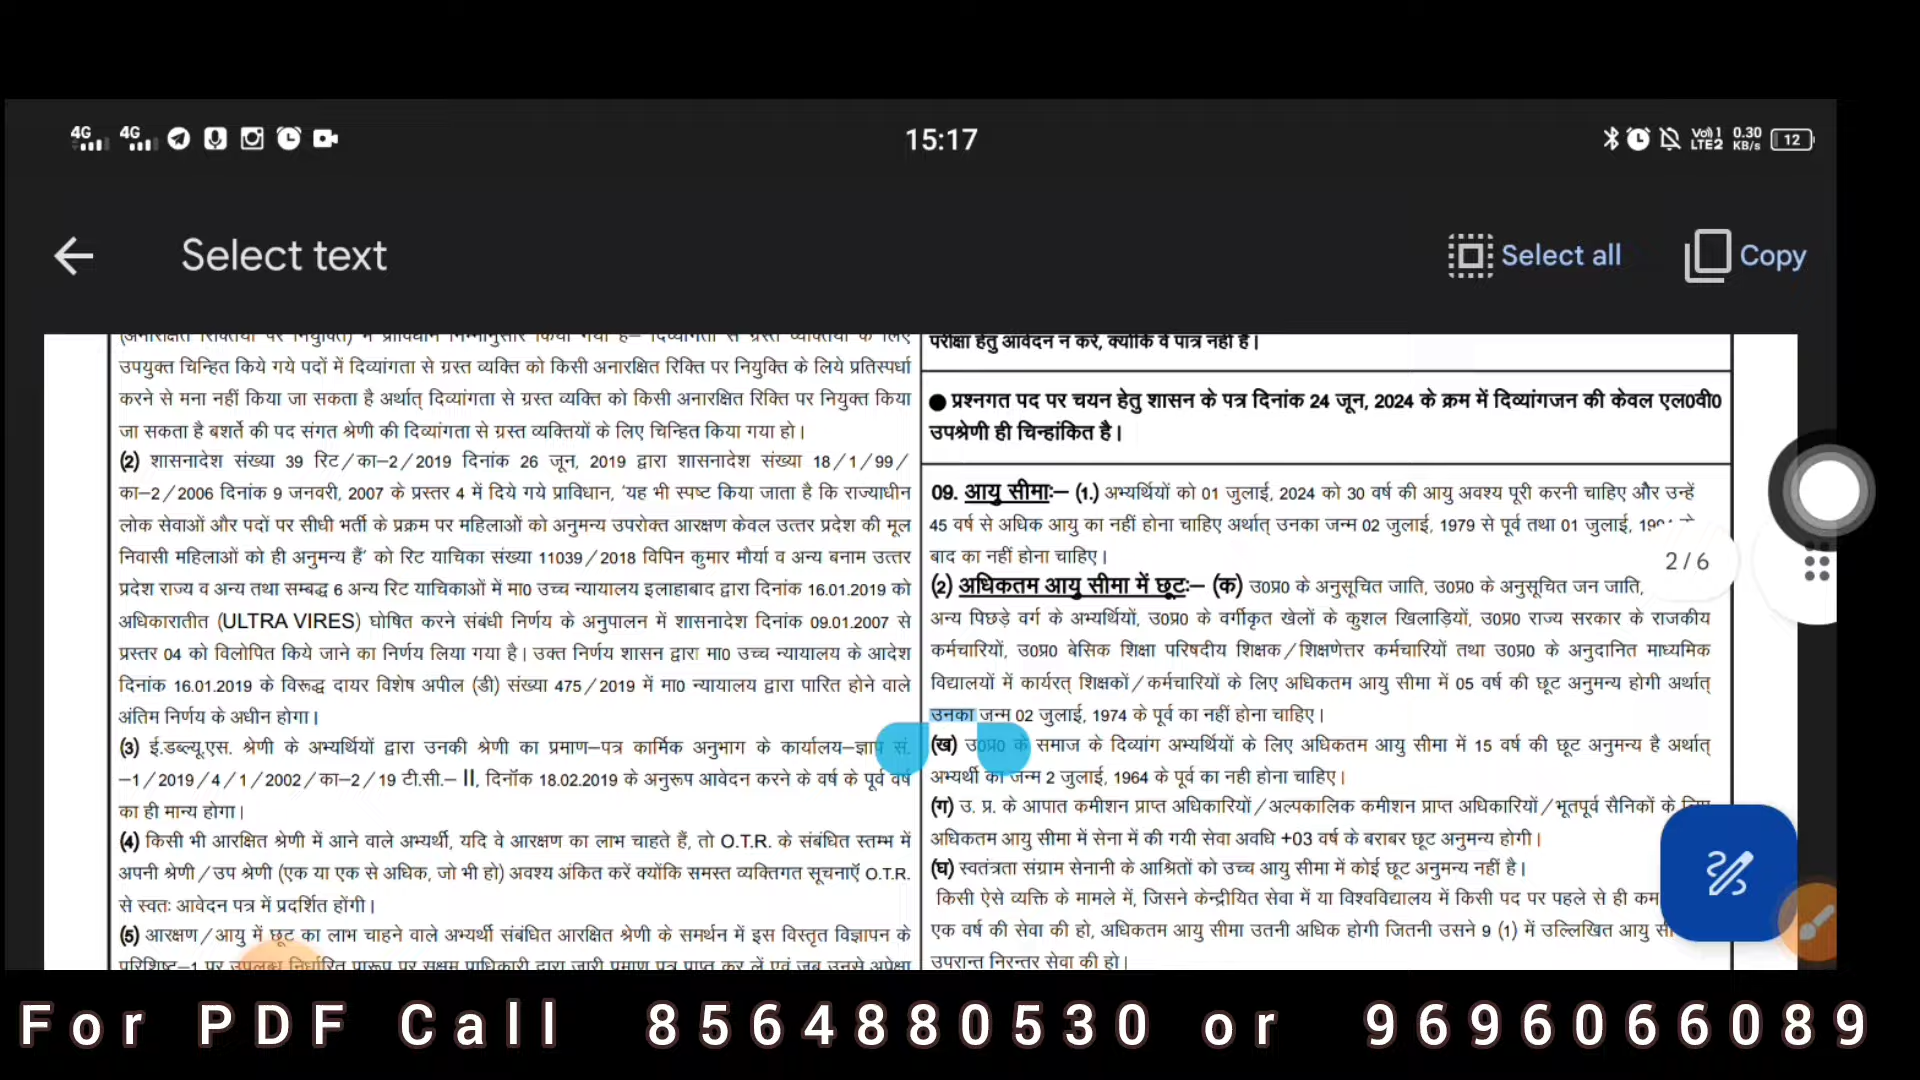 4G 4G 15:17 Vo)) 1 LTE2 0.30 KB/s 12
Select text Select all Copy
उपयुक्त चिन्हित किये गये पदों में दिव्यांगता से ग्रस्त व्यक्ति को किसी अनारक्षित रिक्ति पर नियुक्ति के लिये प्रतिस्पर्धा
करने से मना नहीं किया जा सकता है अर्थात् दिव्यांगता से ग्रस्त व्यक्ति को किसी अनारक्षित रिक्ति पर नियुक्त किया
जा सकता है बशर्ते की पद संगत श्रेणी की दिव्यांगता से ग्रस्त व्यक्तियों के लिए चिन्हित किया गया हो।
(2) शासनादेश संख्या 39 रिट/का–2/2019 दिनांक 26 जून, 2019 द्वारा शासनादेश संख्या 18/1/99/
का–2/2006 दिनांक 9 जनवरी, 2007 के प्रस्तर 4 में दिये गये प्राविधान, 'यह भी स्पष्ट किया जाता है कि राज्याधीन
लोक सेवाओं और पदों पर सीधी भर्ती के प्रक्रम पर महिलाओं को अनुमन्य उपरोक्त आरक्षण केवल उत्तर प्रदेश की मूल
निवासी महिलाओं को ही अनुमन्य हैं' को रिट याचिका संख्या 11039/2018 विपिन कुमार मौर्या व अन्य बनाम उत्तर
प्रदेश राज्य व अन्य तथा सम्बद्ध 6 अन्य रिट याचिकाओं में मा0 उच्च न्यायालय इलाहाबाद द्वारा दिनांक 16.01.2019 को
अधिकारातीत (ULTRA VIRES) घोषित करने संबंधी निर्णय के अनुपालन में शासनादेश दिनांक 09.01.2007 से
प्रस्तर 04 को विलोपित किये जाने का निर्णय लिया गया है। उक्त निर्णय शासन द्वारा मा0 उच्च न्यायालय के आदेश
दिनांक 16.01.2019 के विरूद्ध दायर विशेष अपील (डी) संख्या 475/2019 में मा0 न्यायालय द्वारा पारित होने वाले
अंतिम निर्णय के अधीन होगा।
(3) ई.डब्ल्यू.एस. श्रेणी के अभ्यर्थियों द्वारा उनकी श्रेणी का प्रमाण–पत्र कार्मिक अनुभाग के कार्यालय–ज्ञाप सं.
–1/2019/4/1/2002/का–2/19 टी.सी.– II, दिनॉक 18.02.2019 के अनुरूप आवेदन करने के वर्ष के पूर्व वर्ष
का ही मान्य होगा।
(4) किसी भी आरक्षित श्रेणी में आने वाले अभ्यर्थी, यदि वे आरक्षण का लाभ चाहते हैं, तो O.T.R. के संबंधित स्तम्भ में
अपनी श्रेणी/उप श्रेणी (एक या एक से अधिक, जो भी हो) अवश्य अंकित करें क्योंकि समस्त व्यक्तिगत सूचनाऍ O.T.R.
से स्वतः आवेदन पत्र में प्रदर्शित होंगी।
(5) आरक्षण/आयु में छूट का लाभ चाहने वाले अभ्यर्थी संबंधित आरक्षित श्रेणी के समर्थन में इस विस्तृत विज्ञापन के
परीक्षा हेतु आवेदन न करें, क्योंकि वे पात्र नहीं है।
● प्रश्नगत पद पर चयन हेतु शासन के पत्र दिनांक 24 जून, 2024 के क्रम में दिव्यांगजन की केवल एल0वी0
उपश्रेणी ही चिन्हांकित है।
09. आयु सीमाः– (1.) अभ्यर्थियों को 01 जुलाई, 2024 को 30 वर्ष की आयु अवश्य पूरी करनी चाहिए और उन्हें
45 वर्ष से अधिक आयु का नहीं होना चाहिए अर्थात् उनका जन्म 02 जुलाई, 1979 से पूर्व तथा 01 जुलाई,
बाद का नहीं होना चाहिए।
2/6
(2) अधिकतम आयु सीमा में छूटः– (क) उ0प्र0 के अनुसूचित जाति, उ0प्र0 के अनुसूचित जन जाति,
अन्य पिछड़े वर्ग के अभ्यर्थियों, उ0प्र0 के वर्गीकृत खेलों के कुशल खिलाड़ियों, उ0प्र0 राज्य सरकार के राजकीय
कर्मचारियों, उ0प्र0 बेसिक शिक्षा परिषदीय शिक्षक/शिक्षणेत्तर कर्मचारियों तथा उ0प्र0 के अनुदानित माध्यमिक
विद्यालयों में कार्यरत् शिक्षकों/कर्मचारियों के लिए अधिकतम आयु सीमा में 05 वर्ष की छूट अनुमन्य होगी अर्थात्
उनका जन्म 02 जुलाई, 1974 के पूर्व का नहीं होना चाहिए।
(ख) उ0प्र0 के समाज के दिव्यांग अभ्यर्थियों के लिए अधिकतम आयु सीमा में 15 वर्ष की छूट अनुमन्य है अर्थात्
अभ्यर्थी का जन्म 2 जुलाई, 1964 के पूर्व का नही होना चाहिए।
(ग) उ. प्र. के आपात कमीशन प्राप्त अधिकारियों/अल्पकालिक कमीशन प्राप्त अधिकारियों/भूतपूर्व सैनिकों के लिए
अधिकतम आयु सीमा में सेना में की गयी सेवा अवधि +03 वर्ष के बराबर छूट अनुमन्य होगी।
(घ) स्वतंत्रता संग्राम सेनानी के आश्रितों को उच्च आयु सीमा में कोई छूट अनुमन्य नहीं है।
किसी ऐसे व्यक्ति के मामले में, जिसने केन्द्रीयित सेवा में या विश्वविद्यालय में किसी पद पर पहले से ही कम
एक वर्ष की सेवा की हो, अधिकतम आयु सीमा उतनी अधिक होगी जितनी उसने 9 (1) में उल्लिखित आयु
उपरान्त निरन्तर सेवा की हो।
For PDF Call 8564880530 or 9696066089